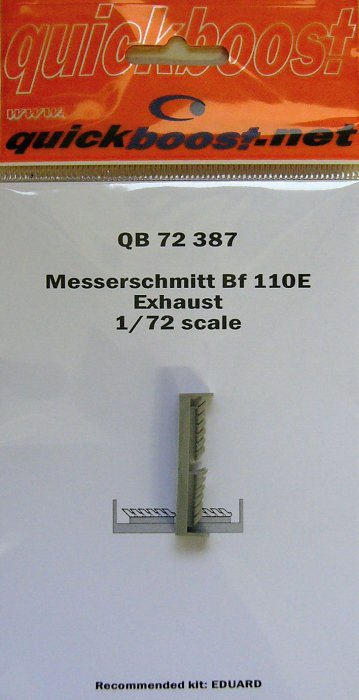 quickboost
www.
quickboost.net
QB 72 387
Messerschmitt Bf 110E
Exhaust
1/72 scale
Recommended kit: EDUARD